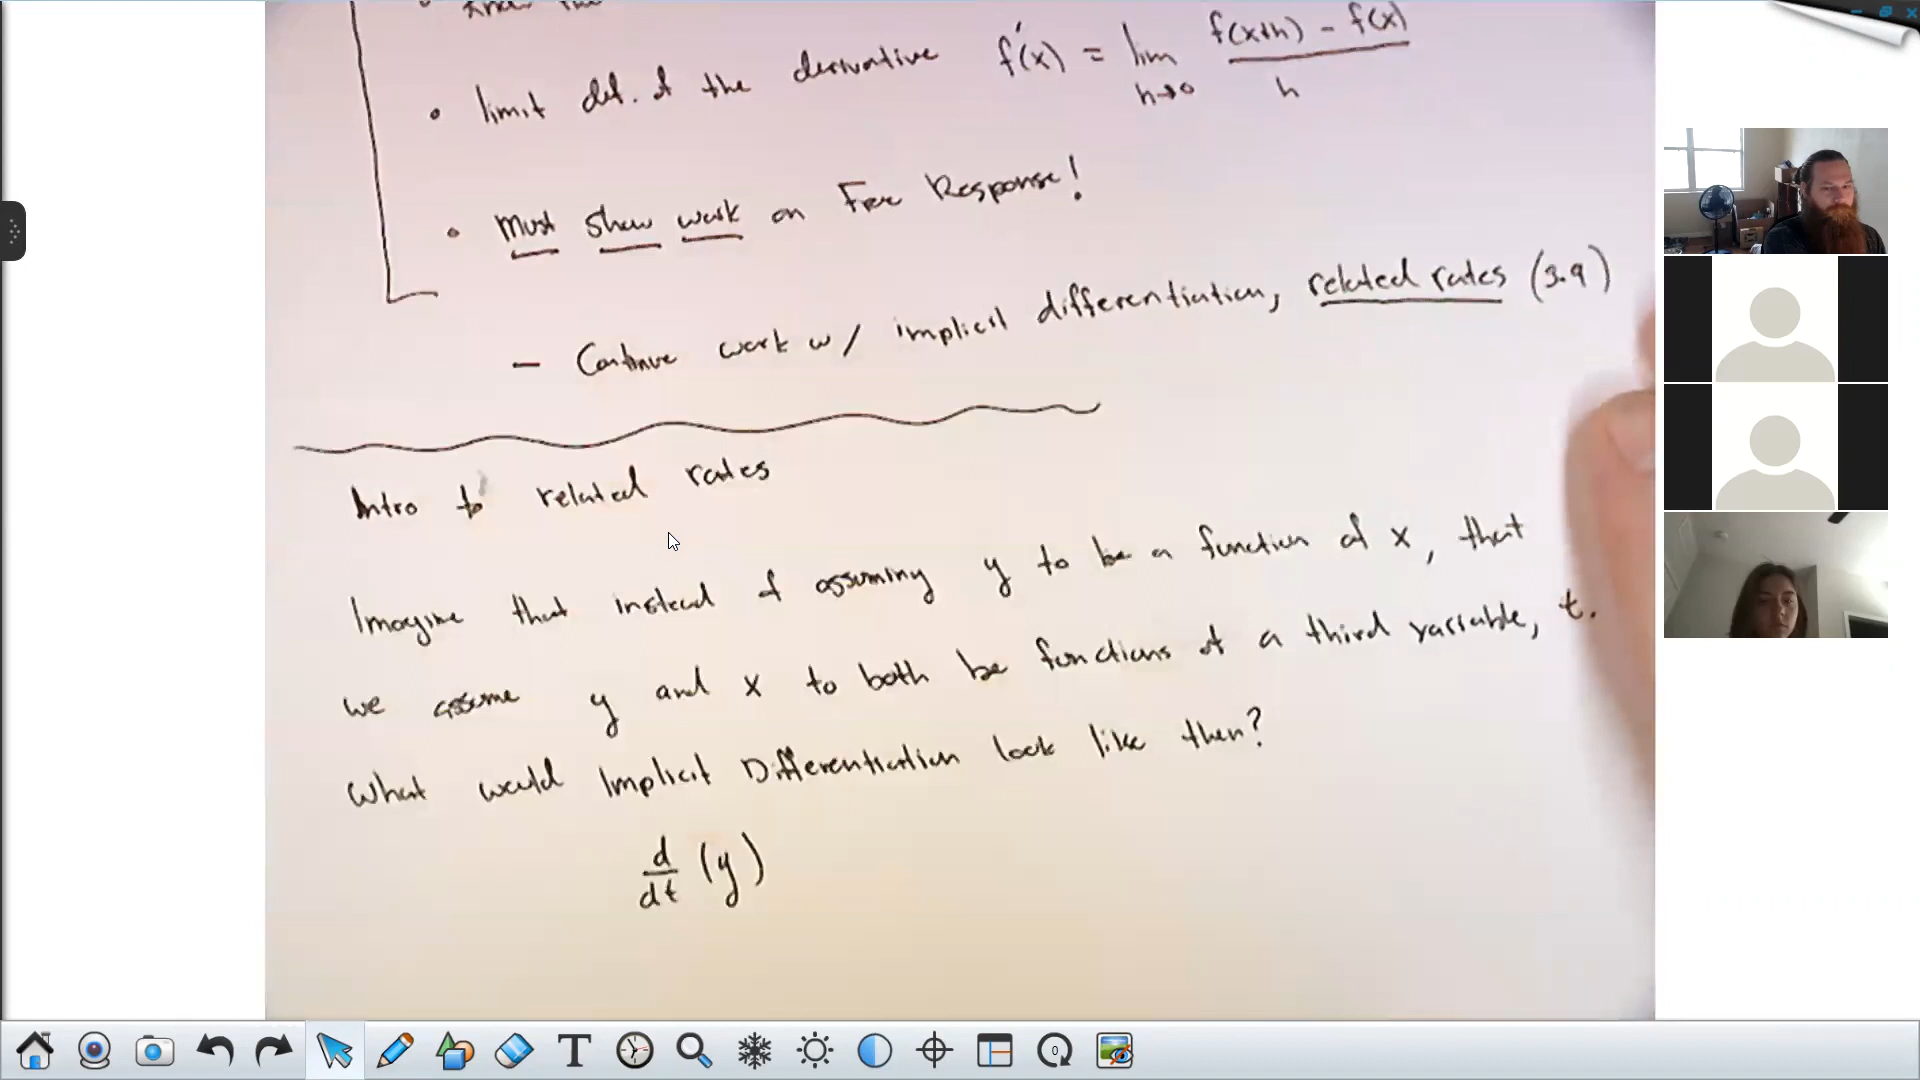 • limit def. of the derivative f'(x) = lim h→0 f(x+h) - f(x) / h
• Must show work on Free Response!
- Continue work w/ implicit differentiation, related rates (3.9)
Intro to related rates
Imagine that instead of assuming y to be a function of x, that
we assume y and x to both be functions of a third variable, t.
What would Implicit Differentiation look like then?
d/dt (y)
T
0